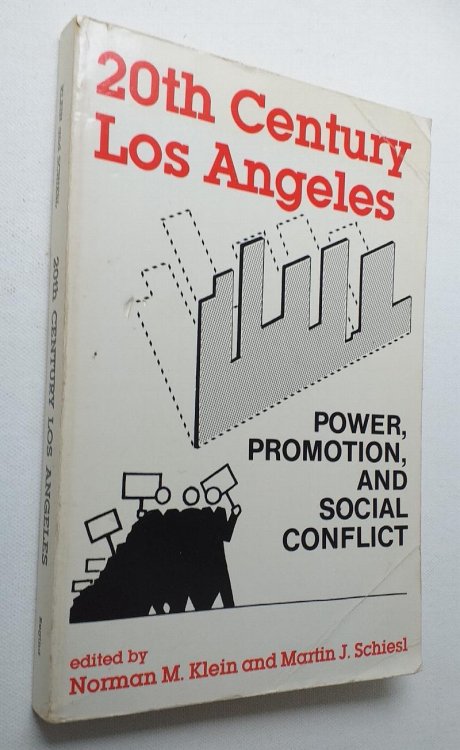 20th Century
Los Angeles
POWER,
PROMOTION,
AND
SOCIAL
CONFLICT
edited by
Norman M. Klein and Martin J. Schiesl
20th CENTURY LOS ANGELES